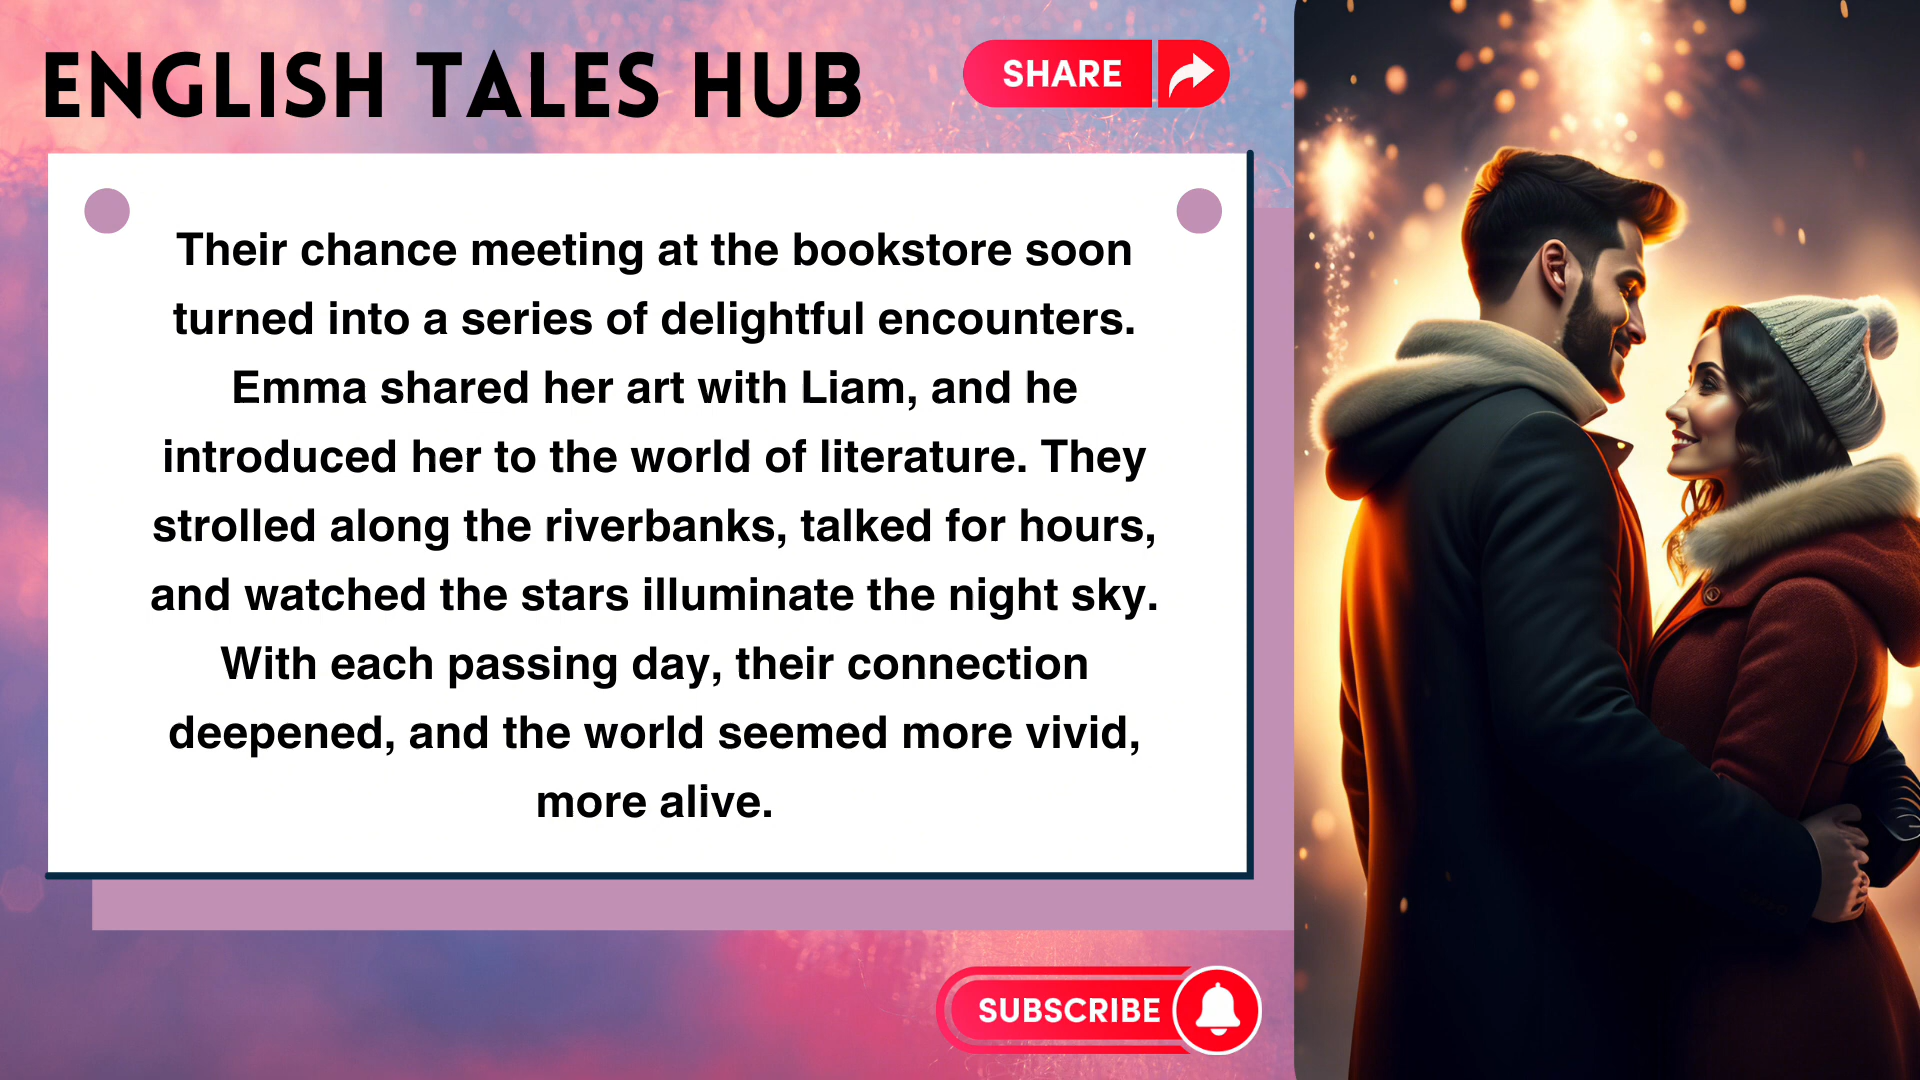 ENGLISH TALES HUB
SHARE
Their chance meeting at the bookstore soon
turned into a series of delightful encounters.
Emma shared her art with Liam, and he
introduced her to the world of literature. They
strolled along the riverbanks, talked for hours,
and watched the stars illuminate the night sky.
With each passing day, their connection
deepened, and the world seemed more vivid,
more alive.
SUBSCRIBE